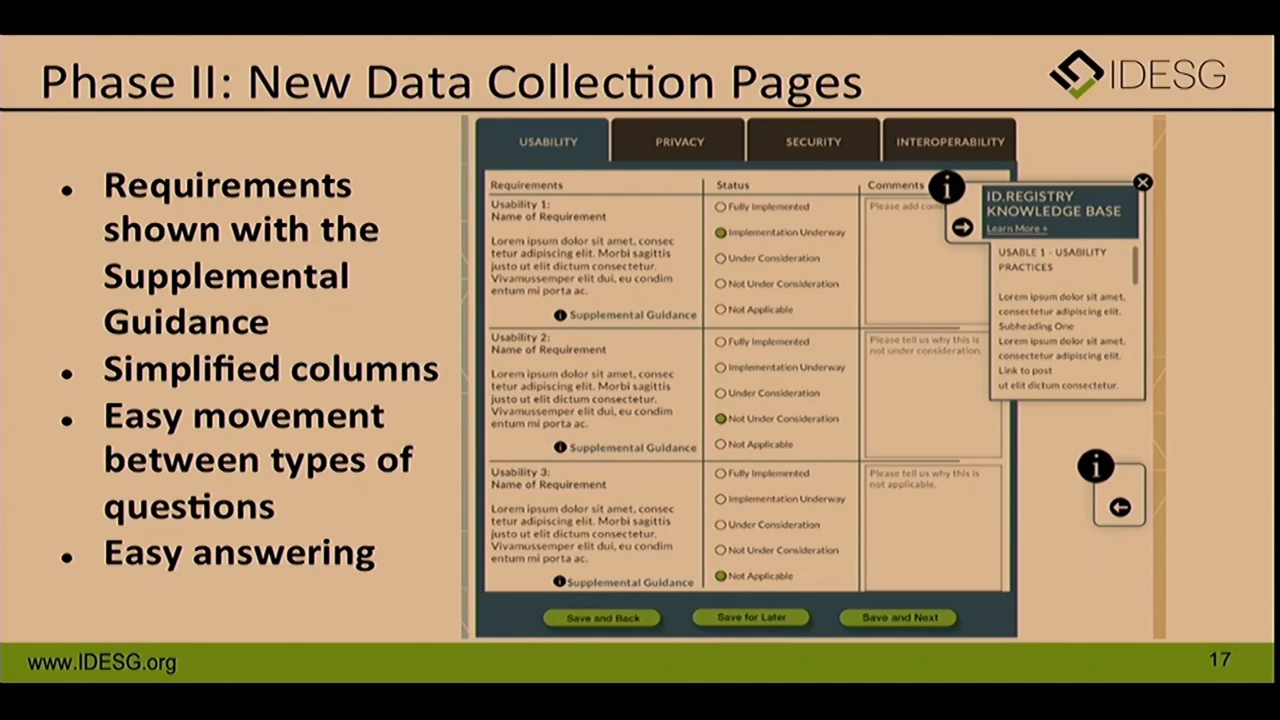 Phase II: New Data Collection Pages
IDESG
• Requirements
shown with the
Supplemental
Guidance
• Simplified columns
• Easy movement
between types of
questions
• Easy answering
USABILITY
PRIVACY
SECURITY
INTEROPERABILITY
Requirements
Status
Comments
Usability 1:
Name of Requirement
Lorem ipsum dolor sit amet, consec
tetur adipiscing elit. Morbi sagittis
justo ut elit dictum consectetur.
Vivamussemper elit dui, eu condim
entum mi porta ac.
Supplemental Guidance
Fully Implemented
Implementation Underway
Under Consideration
Not Under Consideration
Not Applicable
Please add com
Usability 2:
Name of Requirement
Lorem ipsum dolor sit amet, consec
tetur adipiscing elit. Morbi sagittis
justo ut elit dictum consectetur.
Vivamussemper elit dui, eu condim
entum mi porta ac.
Supplemental Guidance
Fully Implemented
Implementation Underway
Under Consideration
Not Under Consideration
Not Applicable
Please tell us why this is
not under consideration.
Usability 3:
Name of Requirement
Lorem ipsum dolor sit amet, consec
tetur adipiscing elit. Morbi sagittis
justo ut elit dictum consectetur.
Vivamussemper elit dui, eu condim
entum mi porta ac.
Supplemental Guidance
Fully Implemented
Implementation Underway
Under Consideration
Not Under Consideration
Not Applicable
Please tell us why this is
not applicable.
ID.REGISTRY
KNOWLEDGE BASE
Learn More +
USABLE 1 - USABILITY
PRACTICES
Lorem ipsum dolor sit amet,
consectetur adipiscing elit.
Subheading One
Lorem ipsum dolor sit amet,
consectetur adipiscing elit.
Link to post
ut elit dictum consectetur.
Save and Back
Save for Later
Save and Next
www.IDESG.org
17